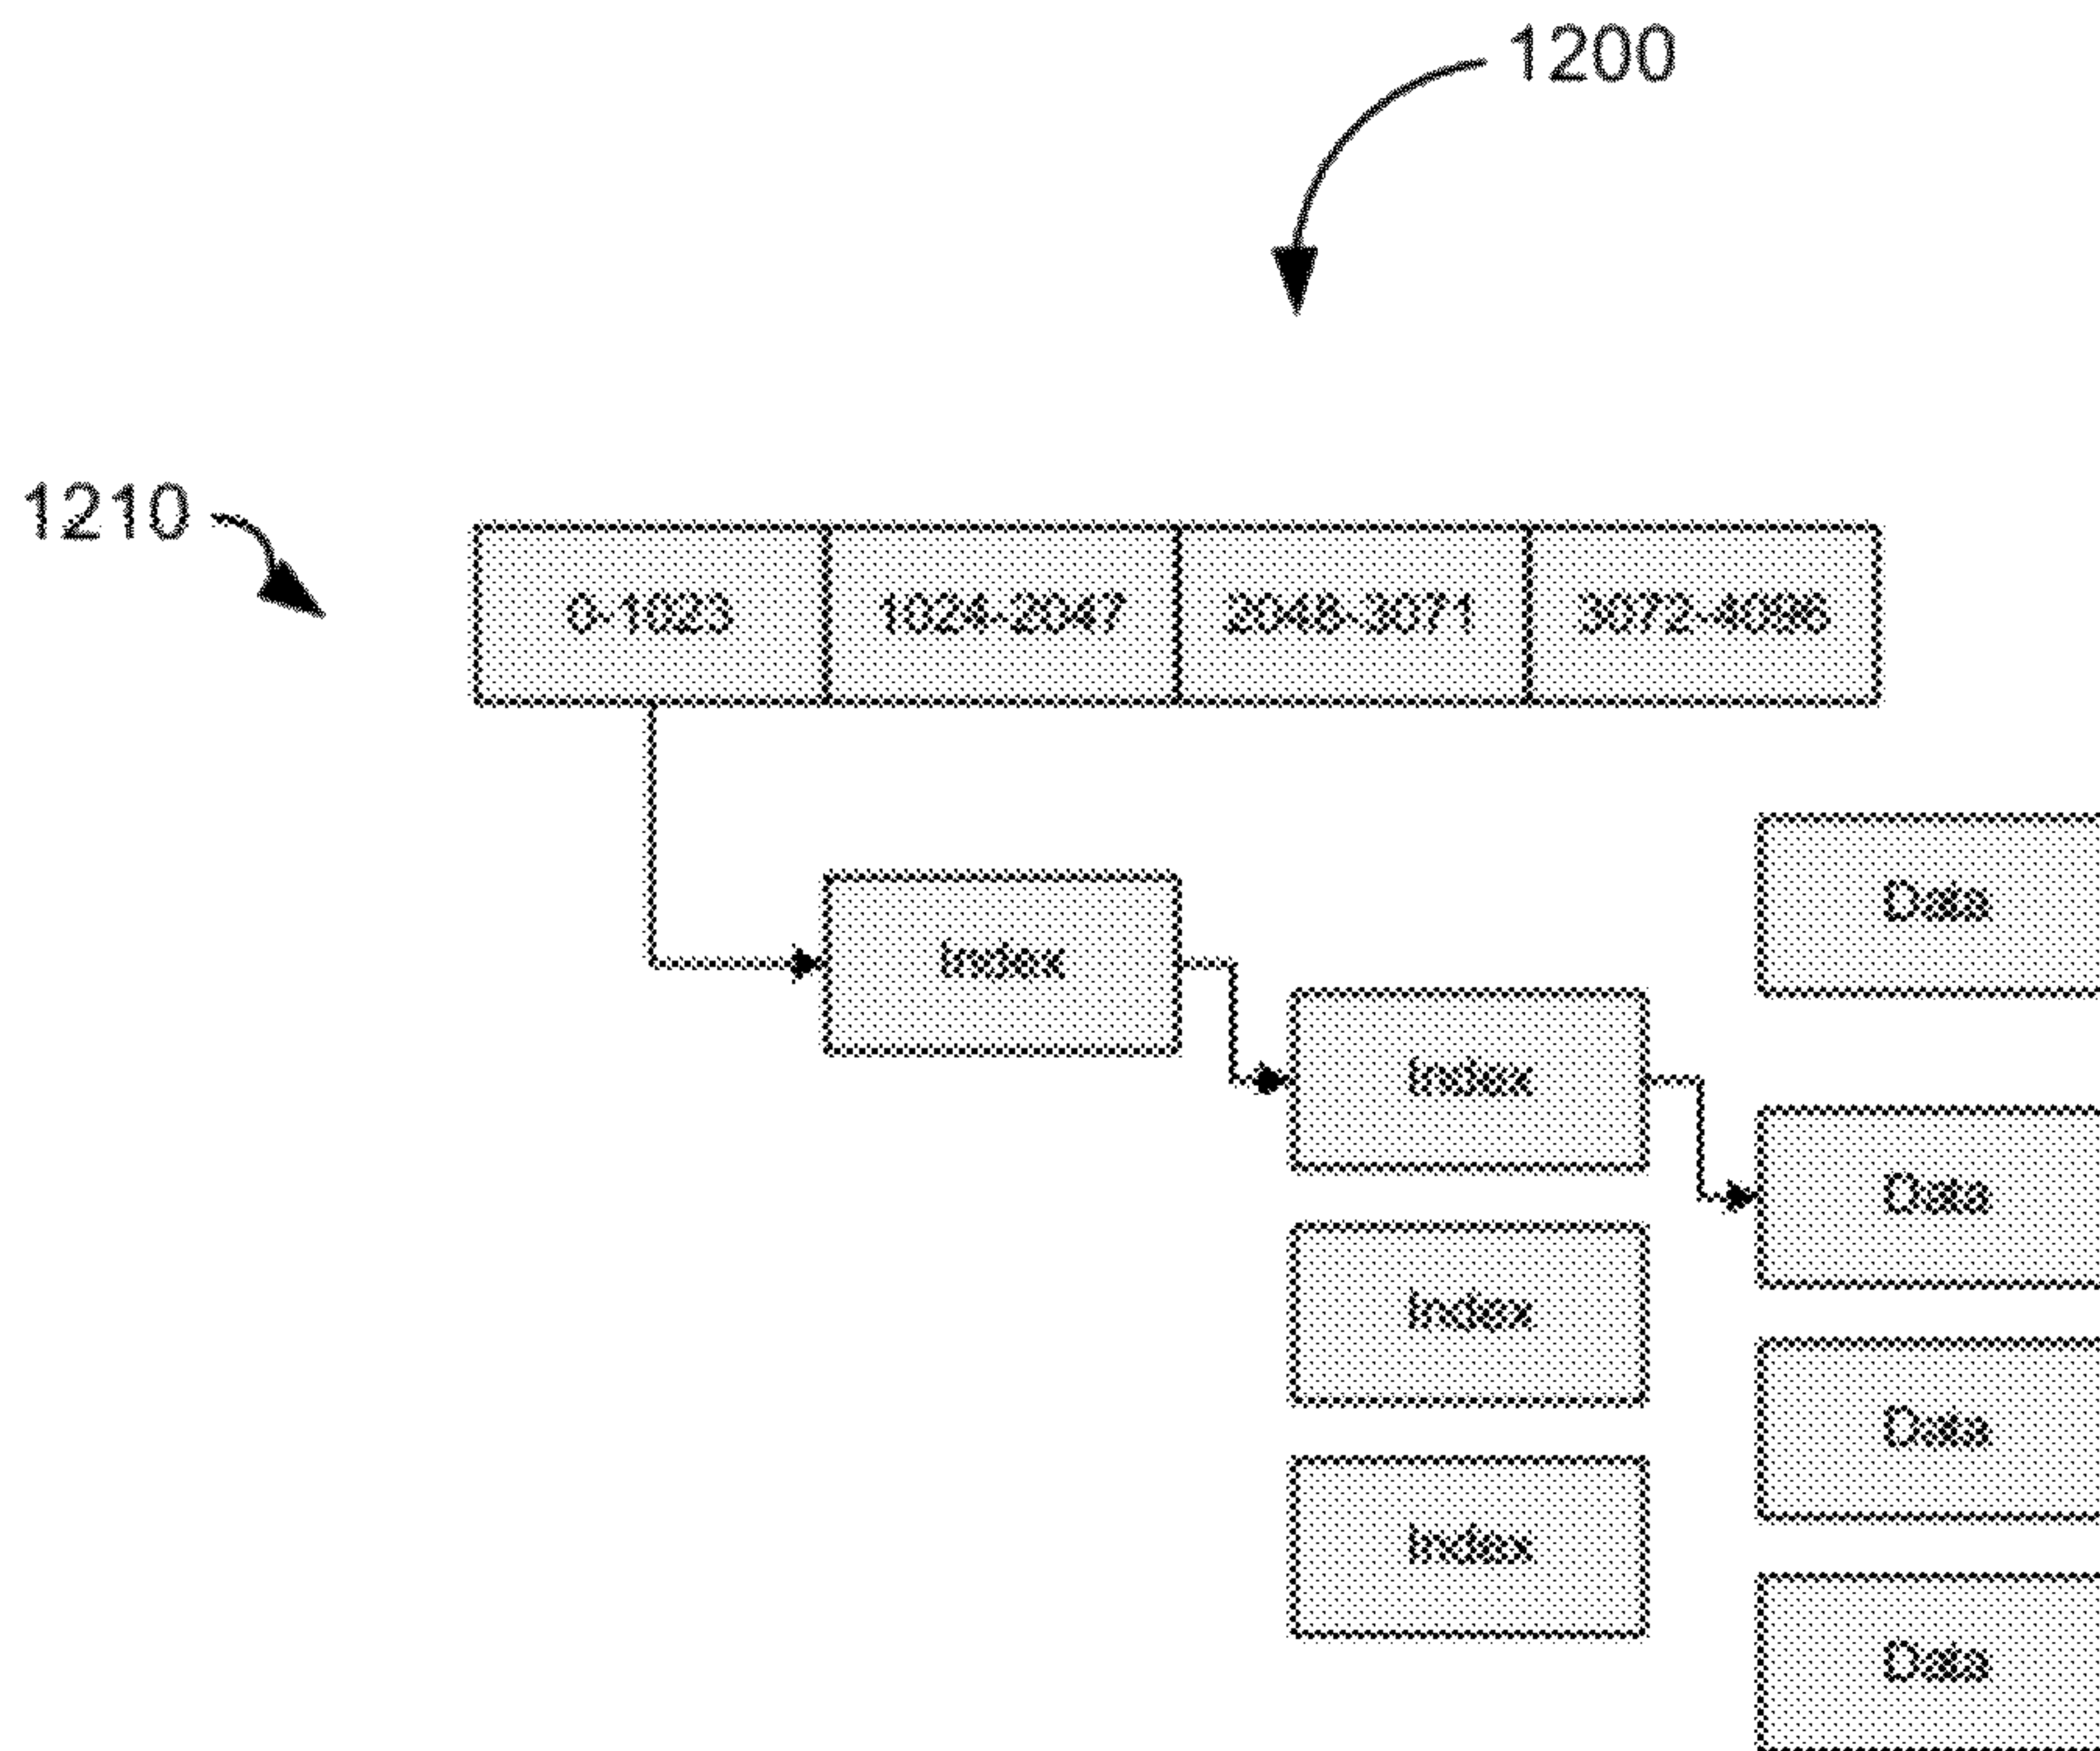 1200
1210
0-1023 1024-2047 2048-3071 3072-4096
Data
Index
Index
Data
Index
Data
Index
Data